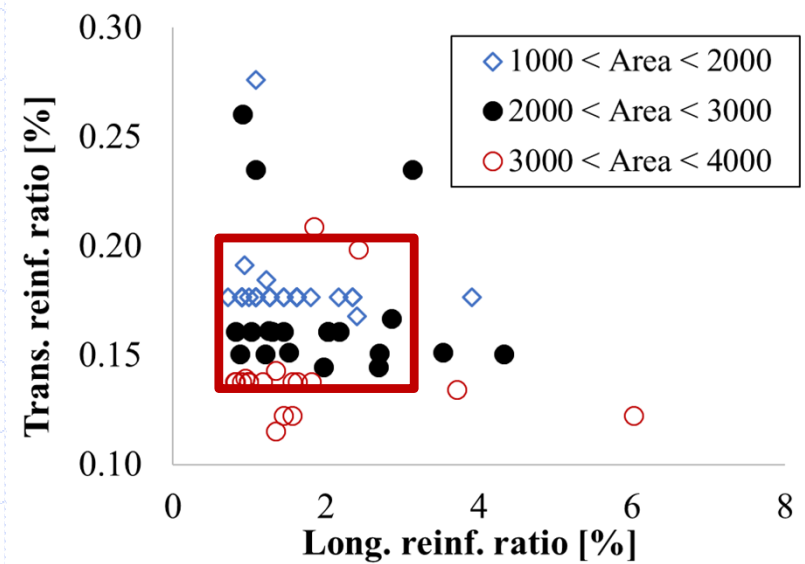 0.30
0.25
0.20
0.15
0.10
Trans. reinf. ratio [%]
1000 < Area < 2000
2000 < Area < 3000
3000 < Area < 4000
0 2 4 6 8
Long. reinf. ratio [%]